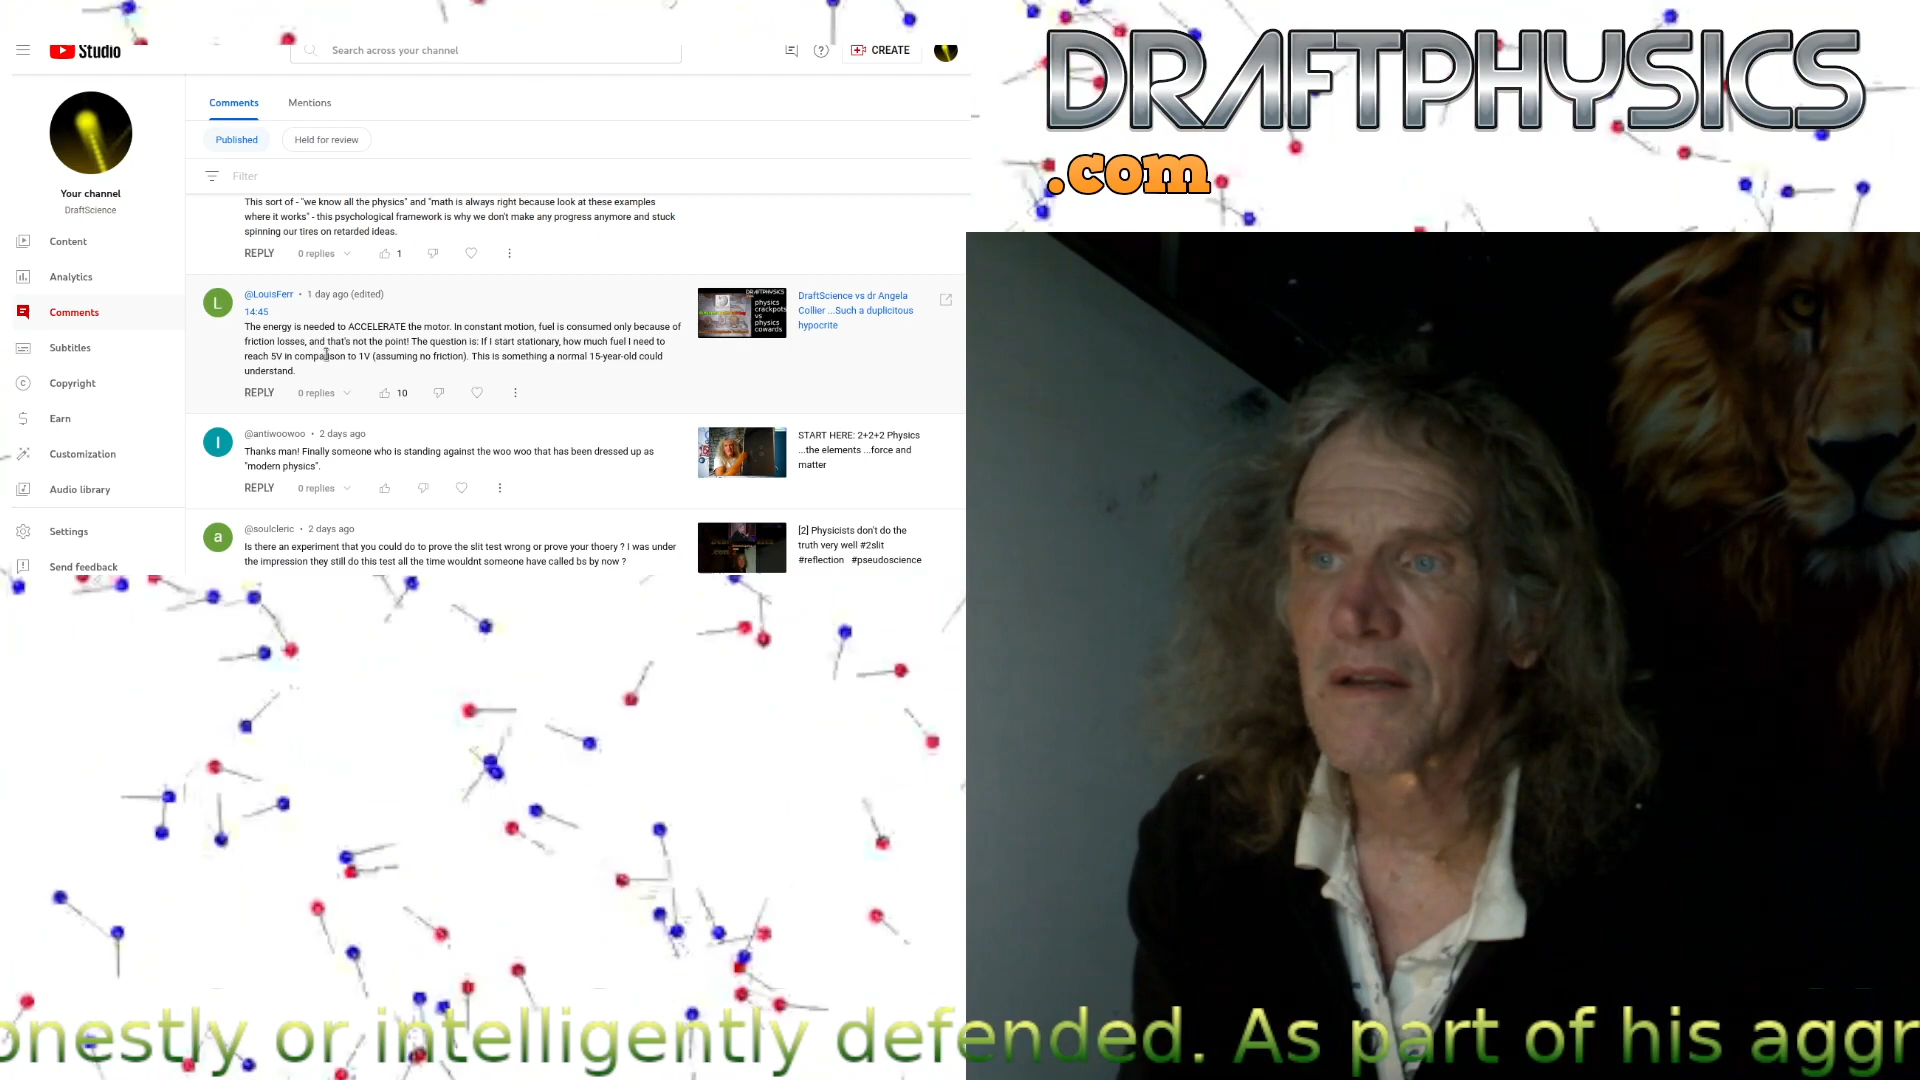 Studio
Search across your channel
CREATE
DRAFTPHYSICS
.com
Your channel
DraftScience
Content
Analytics
Comments
Subtitles
Copyright
Earn
Customization
Audio library
Settings
Send feedback
Comments
Mentions
Published
Held for review
Filter
This sort of - "we know all the physics" and "math is always right because look at these examples
where it works" - this psychological framework is why we don't make any progress anymore and stuck
spinning our tires on retarded ideas.
REPLY
0 replies
1
L
@LouisFerr • 1 day ago (edited)
14:45
The energy is needed to ACCELERATE the motor. In constant motion, fuel is consumed only because of
friction losses, and that's not the point! The question is: If I start stationary, how much fuel I need to
reach 5V in comparison to 1V (assuming no friction). This is something a normal 15-year-old could
understand.
REPLY
0 replies
10
DRAFTPHYSICS
physics
crackpots
vs
physics
cowards
DraftScience vs dr Angela
Collier ...Such a duplicitous
hypocrite
I
@antiwoowoo • 2 days ago
Thanks man! Finally someone who is standing against the woo woo that has been dressed up as
"modern physics".
REPLY
0 replies
START HERE: 2+2+2 Physics
...the elements ...force and
matter
a
@soulcleric • 2 days ago
Is there an experiment that you could do to prove the slit test wrong or prove your thoery ? I was under
the impression they still do this test all the time wouldnt someone have called bs by now ?
[2] Physicists don't do the
truth very well #2slit
#reflection #pseudoscience
onestly or intelligently defended. As part of his aggr